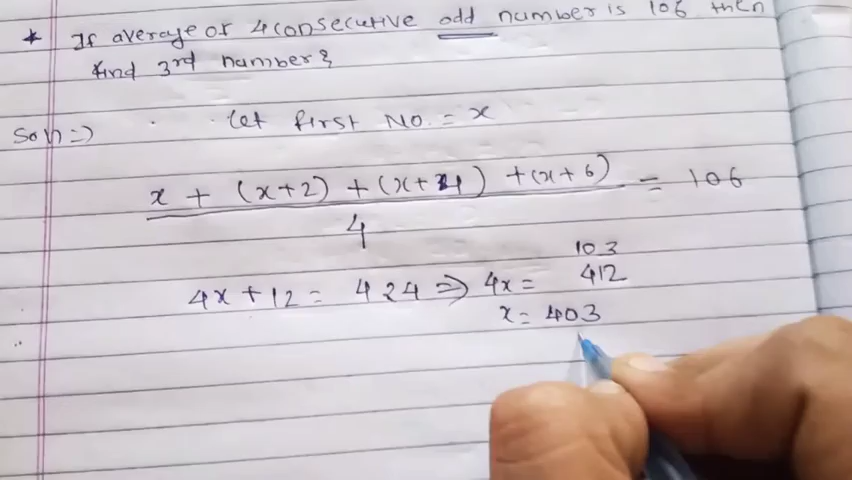 * If average of 4 consecutive odd number is 106 then
find 3rd number?
Soln => Let first No. = x
x + (x+2) + (x+4) + (x+6) = 106
4
103
4x + 12 = 424 => 4x = 412
x = 403